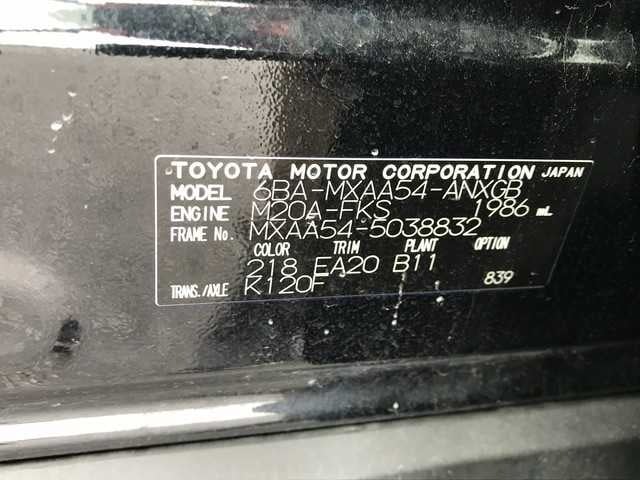 TOYOTA MOTOR CORPORATION JAPAN
MODEL 6BA-MXAA54-ANXGB
ENGINE M20A-FKS 1986 mL
FRAME No. MXAA54-5038832
COLOR TRIM PLANT OPTION
218 EA20 B11
TRANS./AXLE K120F 839